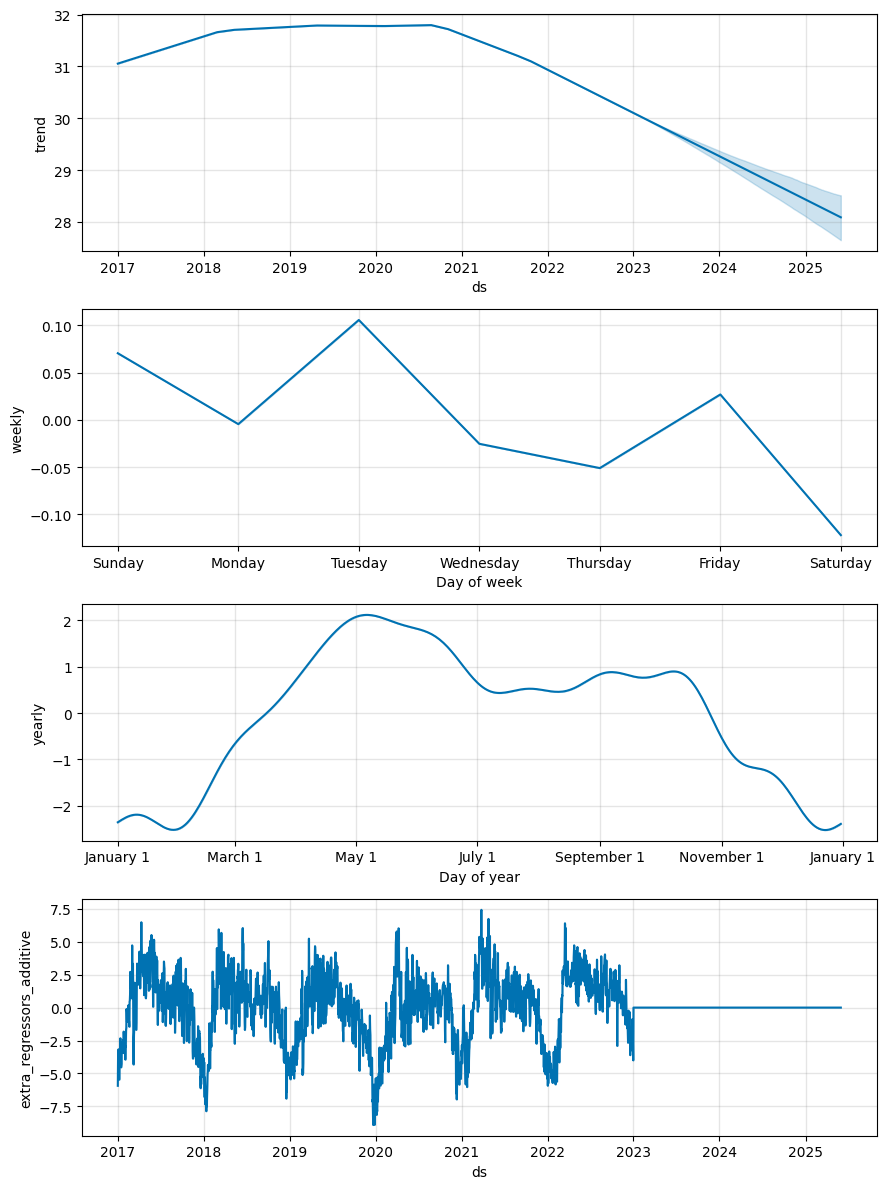 32
31
30
29
28
trend
2017 2018 2019 2020 2021 2022 2023 2024 2025
ds
0.10
0.05
0.00
−0.05
−0.10
weekly
Sunday Monday Tuesday Wednesday Thursday Friday Saturday
Day of week
2
1
0
−1
−2
yearly
January 1 March 1 May 1 July 1 September 1 November 1 January 1
Day of year
7.5
5.0
2.5
0.0
−2.5
−5.0
−7.5
extra_regressors_additive
2017 2018 2019 2020 2021 2022 2023 2024 2025
ds